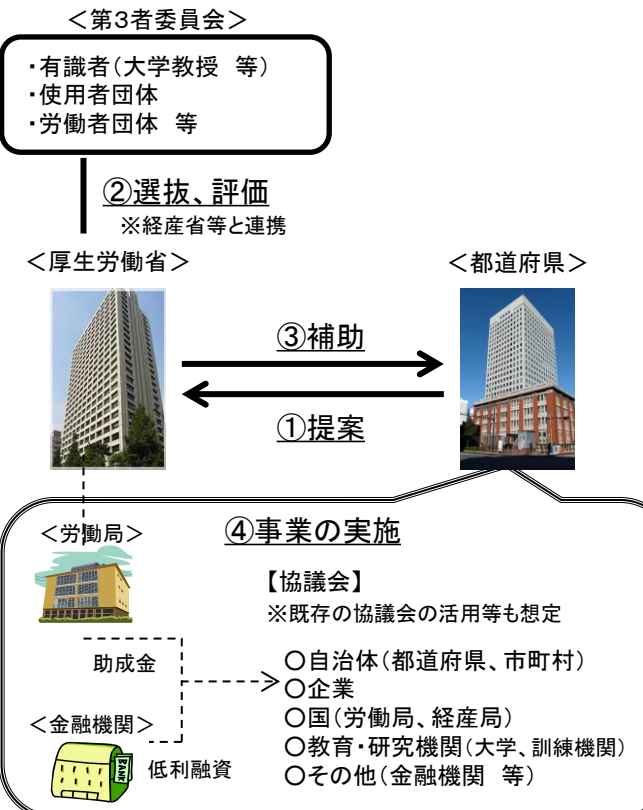 ＜第3者委員会＞
・有識者（大学教授　等）
・使用者団体
・労働者団体　等
②選抜、評価
※経産省等と連携
＜厚生労働省＞
＜都道府県＞
③補助
①提案
＜労働局＞
④事業の実施
【協議会】
※既存の協議会の活用等も想定
助成金
○自治体（都道府県、市町村）
○企業
○国（労働局、経産局）
＜金融機関＞
○教育・研究機関（大学、訓練機関）
低利融資
○その他（金融機関　等）
BANK